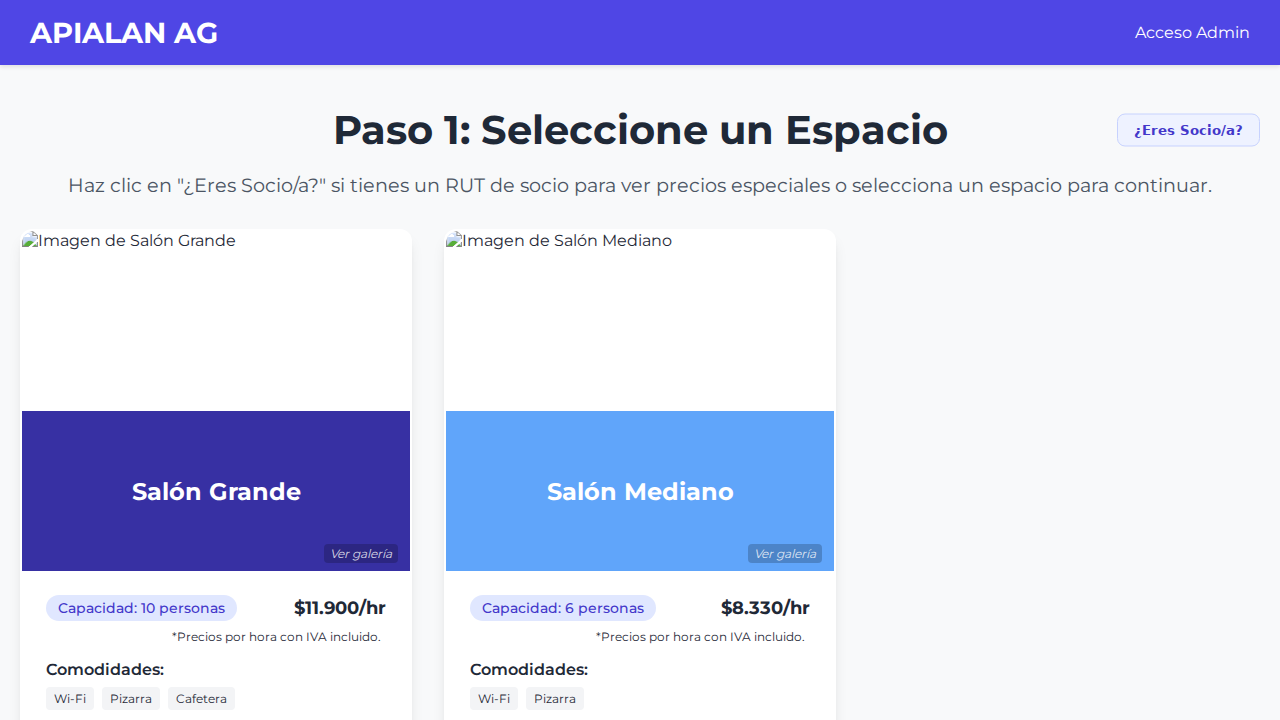 APIALAN AG
Acceso Admin
Paso 1: Seleccione un Espacio
¿Eres Socio/a?
Haz clic en "¿Eres Socio/a?" si tienes un RUT de socio para ver precios especiales o selecciona un espacio para continuar.
Imagen de Salón Grande
Salón Grande
Ver galería
Capacidad: 10 personas
$11.900/hr
*Precios por hora con IVA incluido.
Comodidades:
Wi-Fi
Pizarra
Cafetera
Imagen de Salón Mediano
Salón Mediano
Ver galería
Capacidad: 6 personas
$8.330/hr
*Precios por hora con IVA incluido.
Comodidades:
Wi-Fi
Pizarra